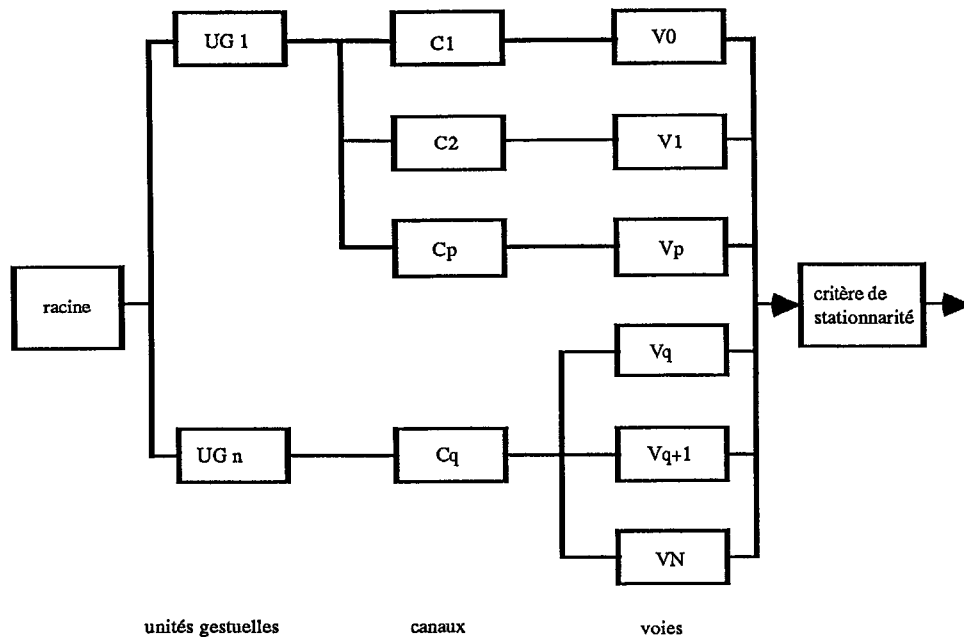 UG 1
C1
V0
C2
V1
Cp
Vp
racine
critère de
stationnarité
Vq
UG n
Cq
Vq+1
VN
unités gestuelles
canaux
voies